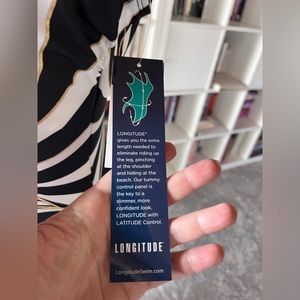 LONGITUDE®
gives you the extra
length needed to
eliminate riding up
the leg, pinching
at the shoulder
and hiding at the
beach. Our tummy
control panel is
the key to a
slimmer, more
confident look.
LONGITUDE with
LATITUDE Control.
LONGITUDE
LongitudeSwim.com